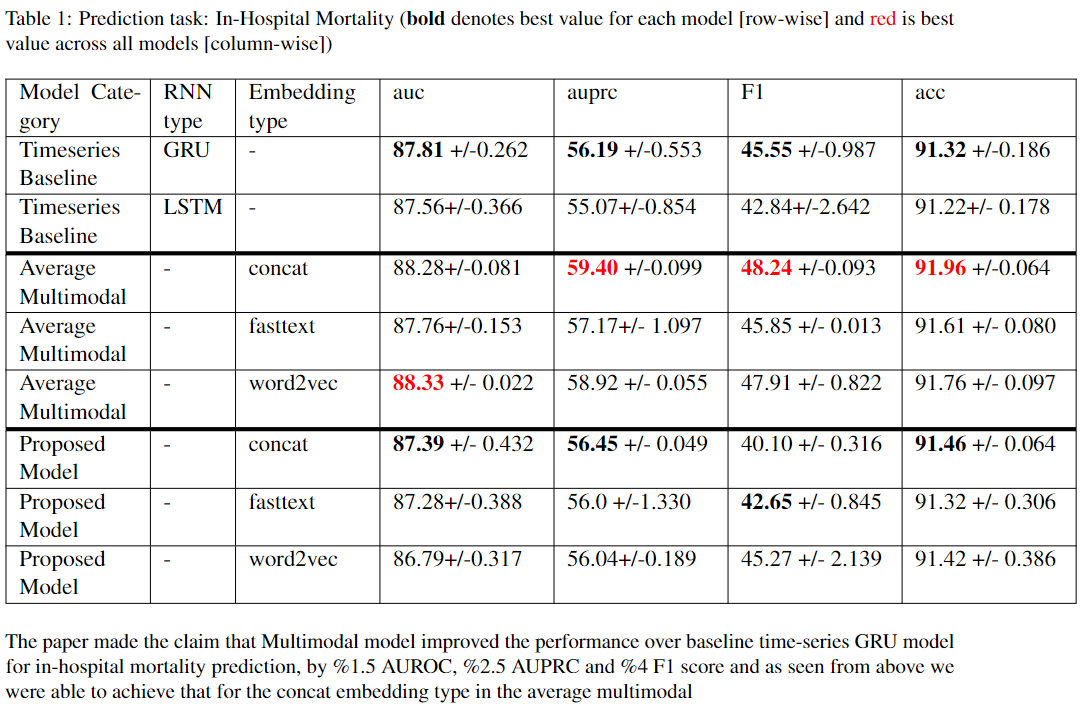 Table 1: Prediction task: In-Hospital Mortality (bold denotes best value for each model [row-wise] and red is best
value across all models [column-wise])
Model Cate- RNN Embedding auc auprc F1 acc
gory type type
Timeseries GRU - 87.81 +/-0.262 56.19 +/-0.553 45.55 +/-0.987 91.32 +/-0.186
Baseline
Timeseries LSTM - 87.56+/-0.366 55.07+/-0.854 42.84+/-2.642 91.22+/- 0.178
Baseline
Average - concat 88.28+/-0.081 59.40 +/-0.099 48.24 +/-0.093 91.96 +/-0.064
Multimodal
Average - fasttext 87.76+/-0.153 57.17+/- 1.097 45.85 +/- 0.013 91.61 +/- 0.080
Multimodal
Average - word2vec 88.33 +/- 0.022 58.92 +/- 0.055 47.91 +/- 0.822 91.76 +/- 0.097
Multimodal
Proposed - concat 87.39 +/- 0.432 56.45 +/- 0.049 40.10 +/- 0.316 91.46 +/- 0.064
Model
Proposed - fasttext 87.28+/-0.388 56.0 +/-1.330 42.65 +/- 0.845 91.32 +/- 0.306
Model
Proposed - word2vec 86.79+/-0.317 56.04+/-0.189 45.27 +/- 2.139 91.42 +/- 0.386
Model
The paper made the claim that Multimodal model improved the performance over baseline time-series GRU model
for in-hospital mortality prediction, by %1.5 AUROC, %2.5 AUPRC and %4 F1 score and as seen from above we
were able to achieve that for the concat embedding type in the average multimodal